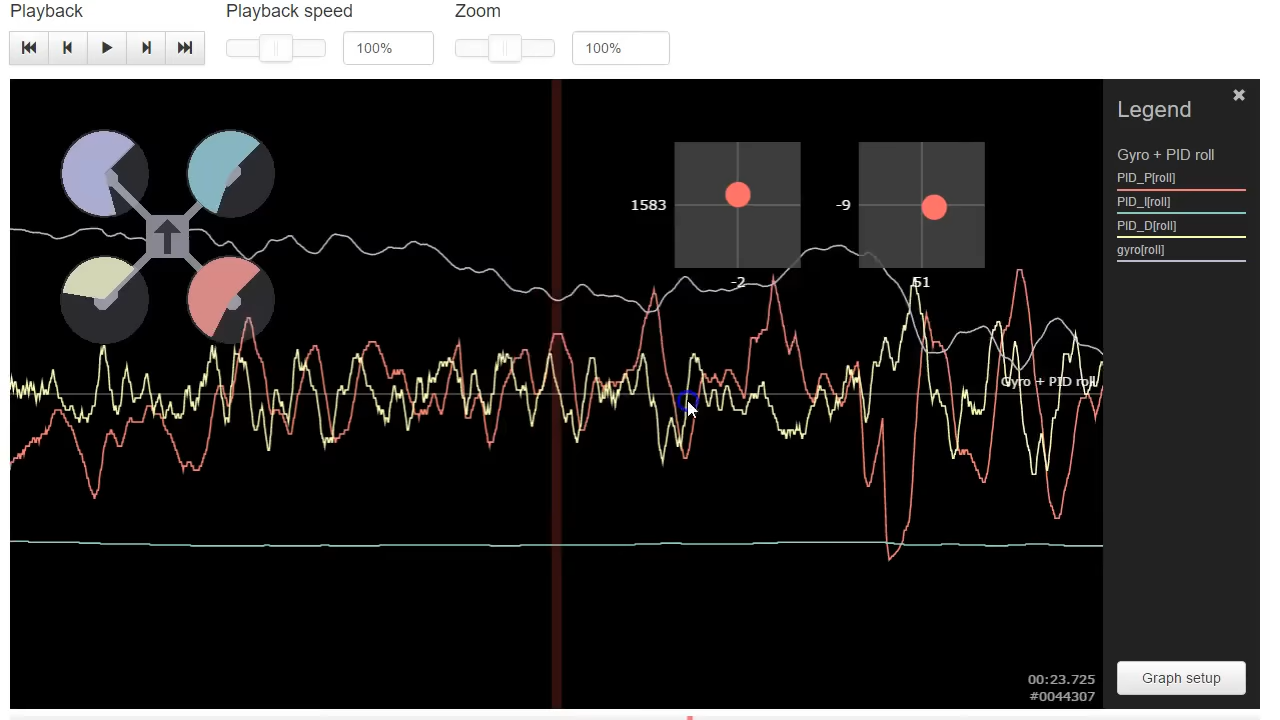 Playback
Playback speed
Zoom
100%
100%
Legend
Gyro + PID roll
PID_P[roll]
PID_I[roll]
PID_D[roll]
gyro[roll]
1583
-9
-2
51
Gyro + PID roll
00:23.725
#0044307
Graph setup